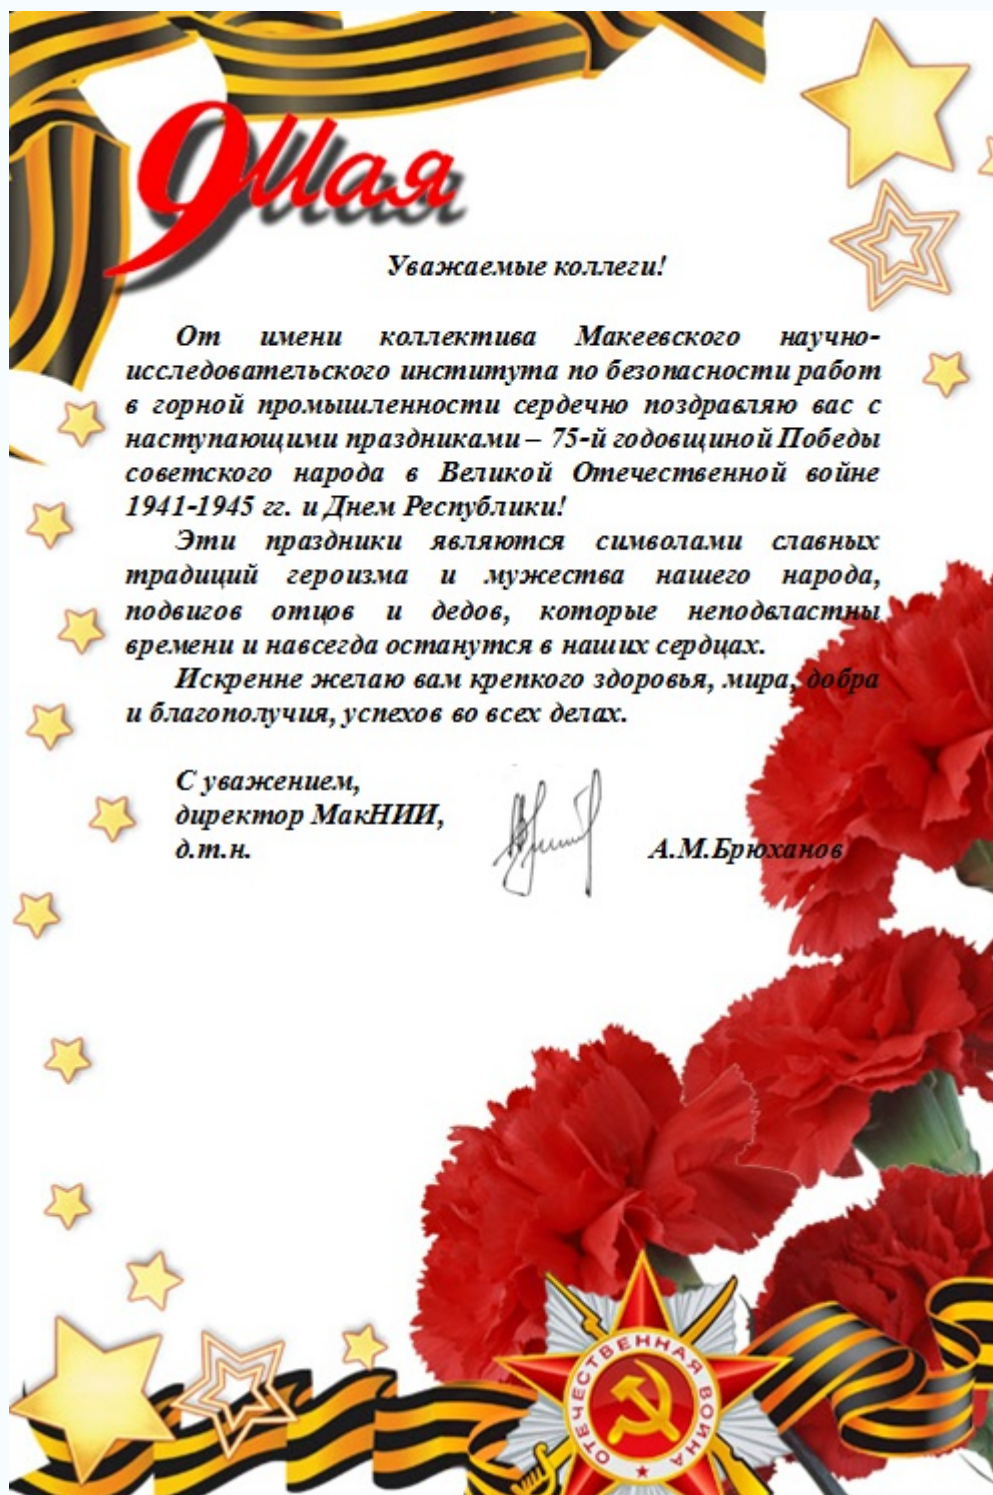 9 Мая
Уважаемые коллеги!
От имени коллектива Макеевского научно-
исследовательского института по безопасности работ
в горной промышленности сердечно поздравляю вас с
наступающими праздниками – 75-й годовщиной Победы
советского народа в Великой Отечественной войне
1941-1945 гг. и Днем Республики!
Эти праздники являются символами славных
традиций героизма и мужества нашего народа,
подвигов отцов и дедов, которые неподвластны
времени и навсегда останутся в наших сердцах.
Искренне желаю вам крепкого здоровья, мира, добра
и благополучия, успехов во всех делах.
С уважением,
директор МакНИИ,
д.т.н. А.М.Брюханов
ОТЕЧЕСТВЕННАЯ ВОЙНА